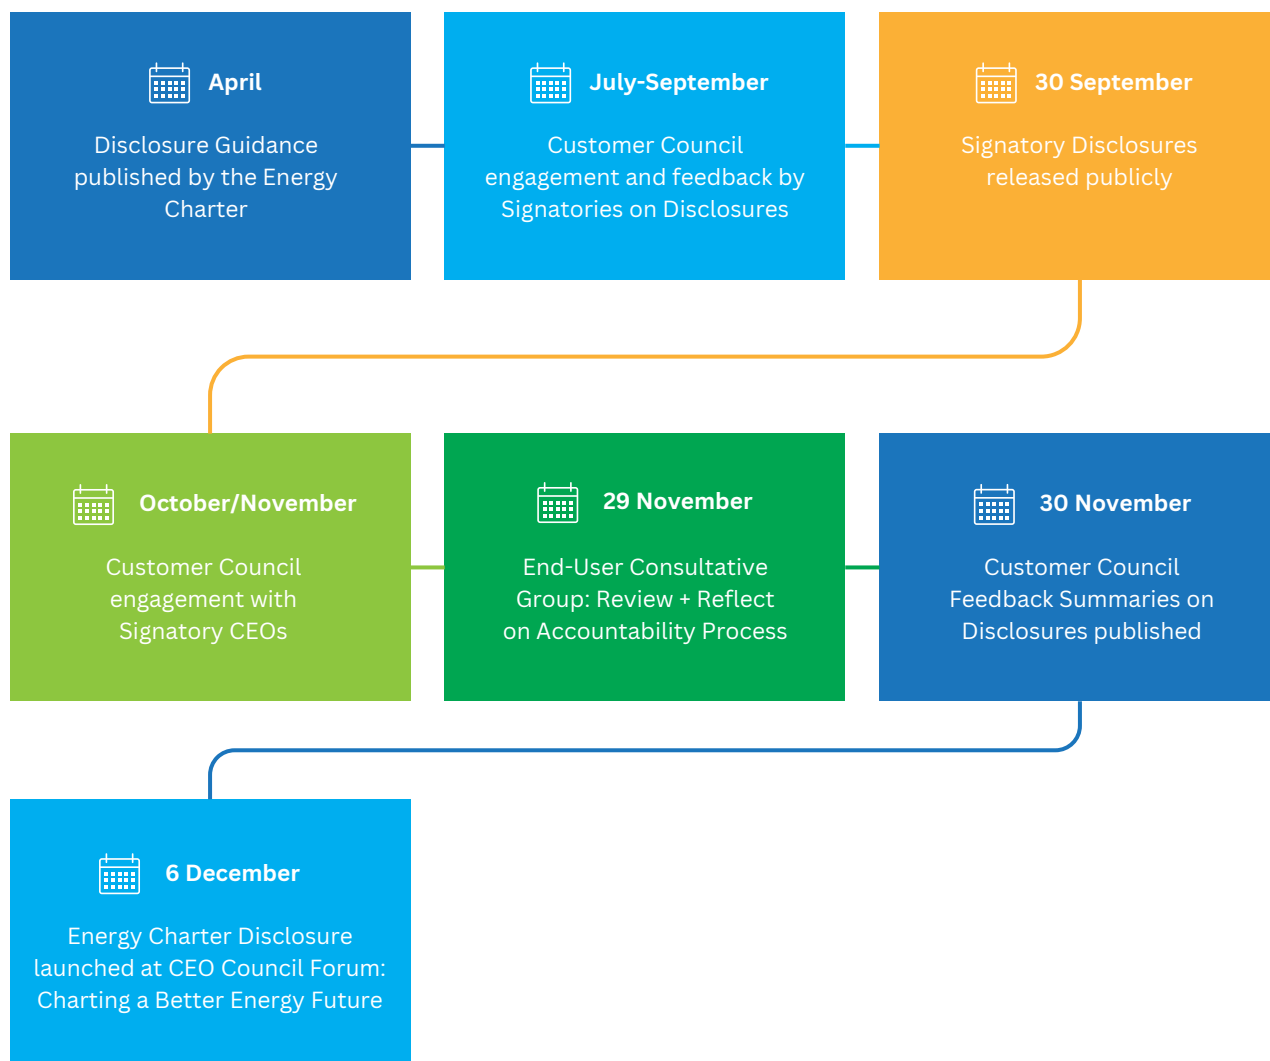 April
Disclosure Guidance
published by the Energy
Charter
July-September
Customer Council
engagement and feedback by
Signatories on Disclosures
30 September
Signatory Disclosures
released publicly
October/November
Customer Council
engagement with
Signatory CEOs
29 November
End-User Consultative
Group: Review + Reflect
on Accountability Process
30 November
Customer Council
Feedback Summaries on
Disclosures published
6 December
Energy Charter Disclosure
launched at CEO Council Forum:
Charting a Better Energy Future